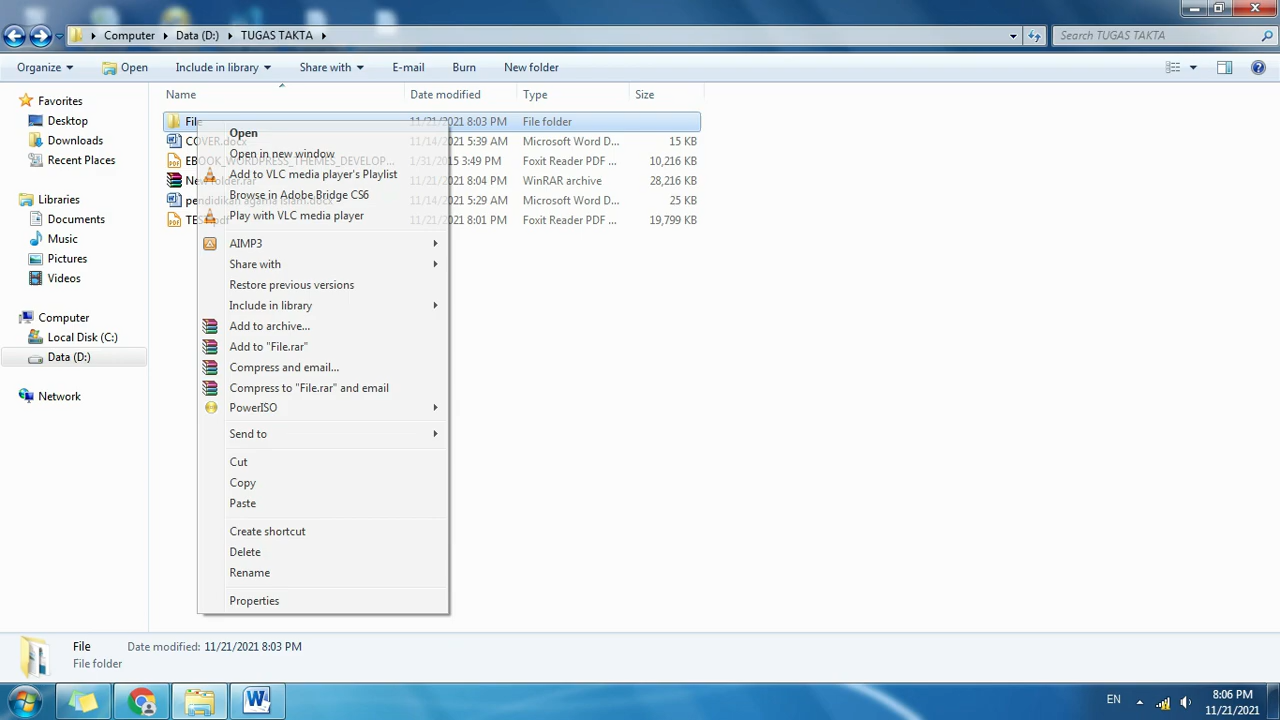 Computer Data (D:) TUGAS TAKTA
Search TUGAS TAKTA
Organize Open Include in library Share with E-mail Burn New folder
Name Date modified Type Size
Favorites
Desktop
Downloads
Recent Places
Libraries
Documents
Music
Pictures
Videos
Computer
Local Disk (C:)
Data (D:)
Network
File 11/21/2021 8:03 PM File folder
COVER.docx 11/14/2021 5:39 AM Microsoft Word D... 15 KB
EBOOK_WORDPRESS_THEMES_DEVELOP... 1/31/2015 3:49 PM Foxit Reader PDF ... 10,216 KB
New folder.rar 11/21/2021 8:04 PM WinRAR archive 28,216 KB
pendidikan agama islam.docx 11/14/2021 5:29 AM Microsoft Word D... 25 KB
11/21/2021 8:01 PM Foxit Reader PDF ... 19,799 KB
Open
Open in new window
Add to VLC media player's Playlist
Browse in Adobe Bridge CS6
Play with VLC media player
AIMP3
Share with
Restore previous versions
Include in library
Add to archive...
Add to "File.rar"
Compress and email...
Compress to "File.rar" and email
PowerISO
Send to
Cut
Copy
Paste
Create shortcut
Delete
Rename
Properties
File Date modified: 11/21/2021 8:03 PM
File folder
EN
8:06 PM
11/21/2021